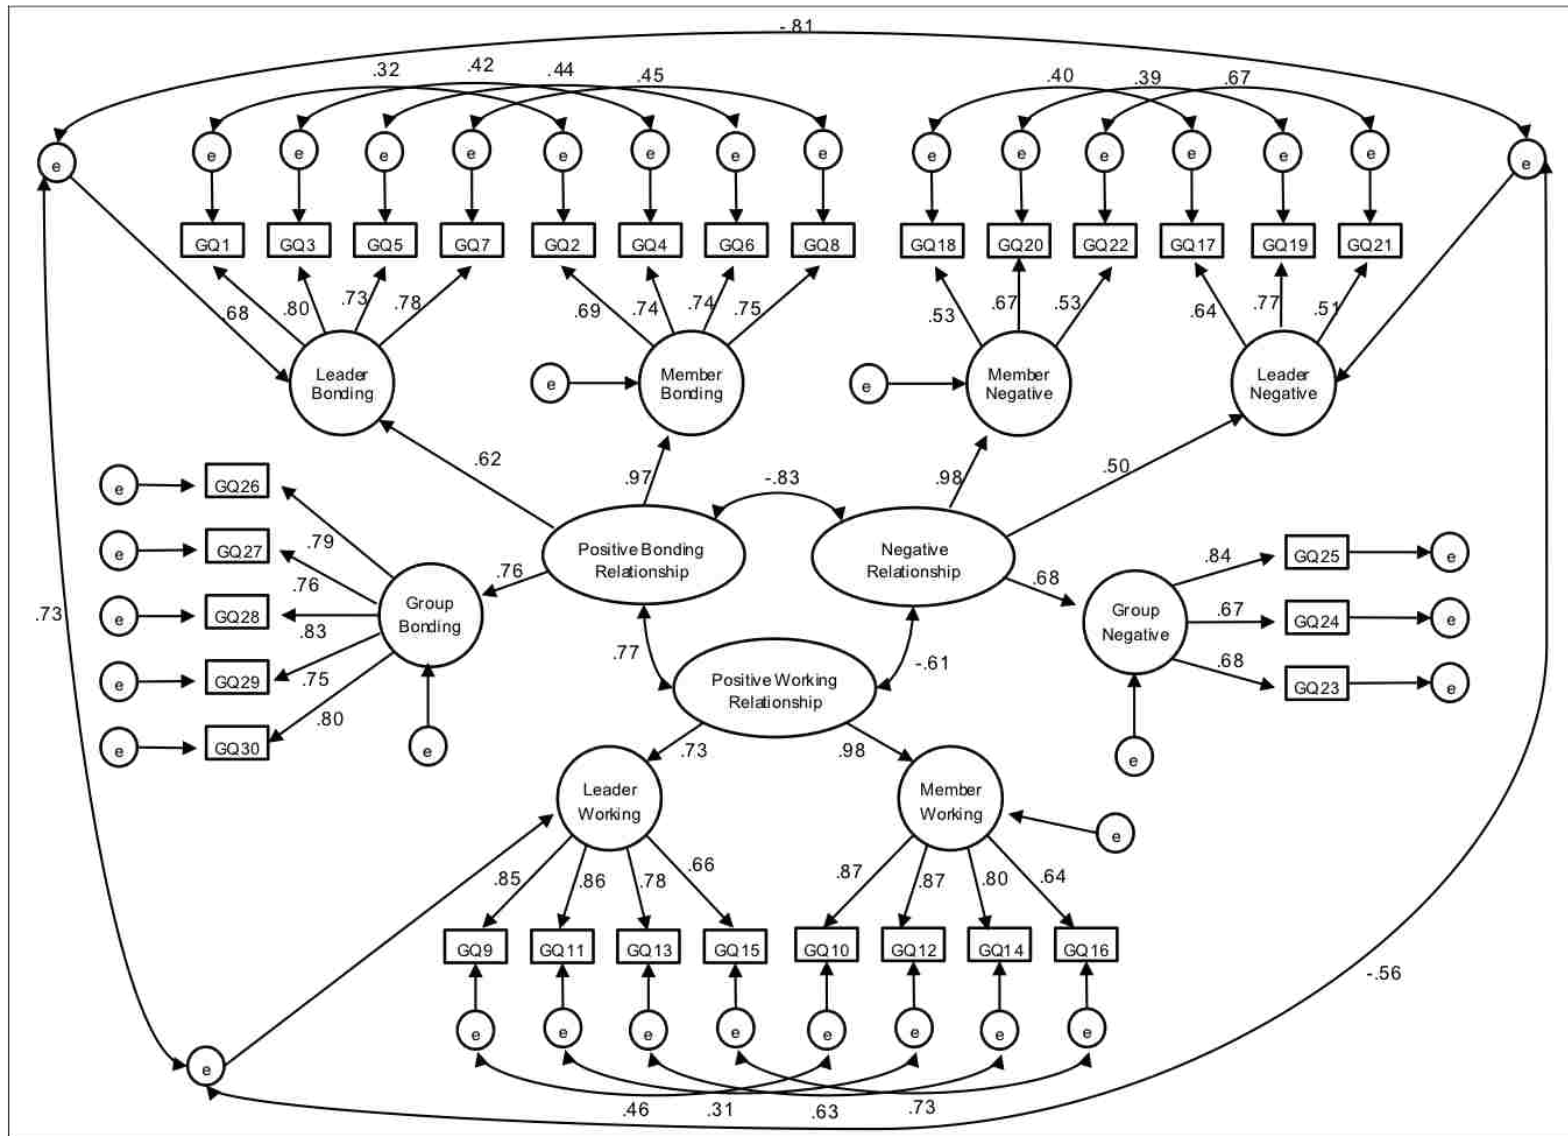 -.81
.32 .42 .44 .45 .40 .39 .67
e e e e e e e e e e e e e e e e
GQ1 GQ3 GQ5 GQ7 GQ2 GQ4 GQ6 GQ8 GQ18 GQ20 GQ22 GQ17 GQ19 GQ21
.68 .80 .73 .78 .69 .74 .74 .75 .53 .67 .53 .64 .77 .51
Leader
Bonding
e
Member
Bonding
e
Member
Negative
Leader
Negative
.62 .97 -.83 .98 .50
e GQ26
e GQ27
e GQ28
e GQ29
e GQ30
.79
.76
.83
.75
.80
Group
Bonding
e
.76
Positive Bonding
Relationship
Negative
Relationship
.68
Group
Negative
e
.84 GQ25 e
.67 GQ24 e
.68 GQ23 e
.73
.77
Positive Working
Relationship
-.61
.73 .98
Leader
Working
Member
Working
e
.85 .86 .78 .66 .87 .87 .80 .64
GQ9 GQ11 GQ13 GQ15 GQ10 GQ12 GQ14 GQ16
-.56
e e e e e e e e
e
.46 .31 .63 .73